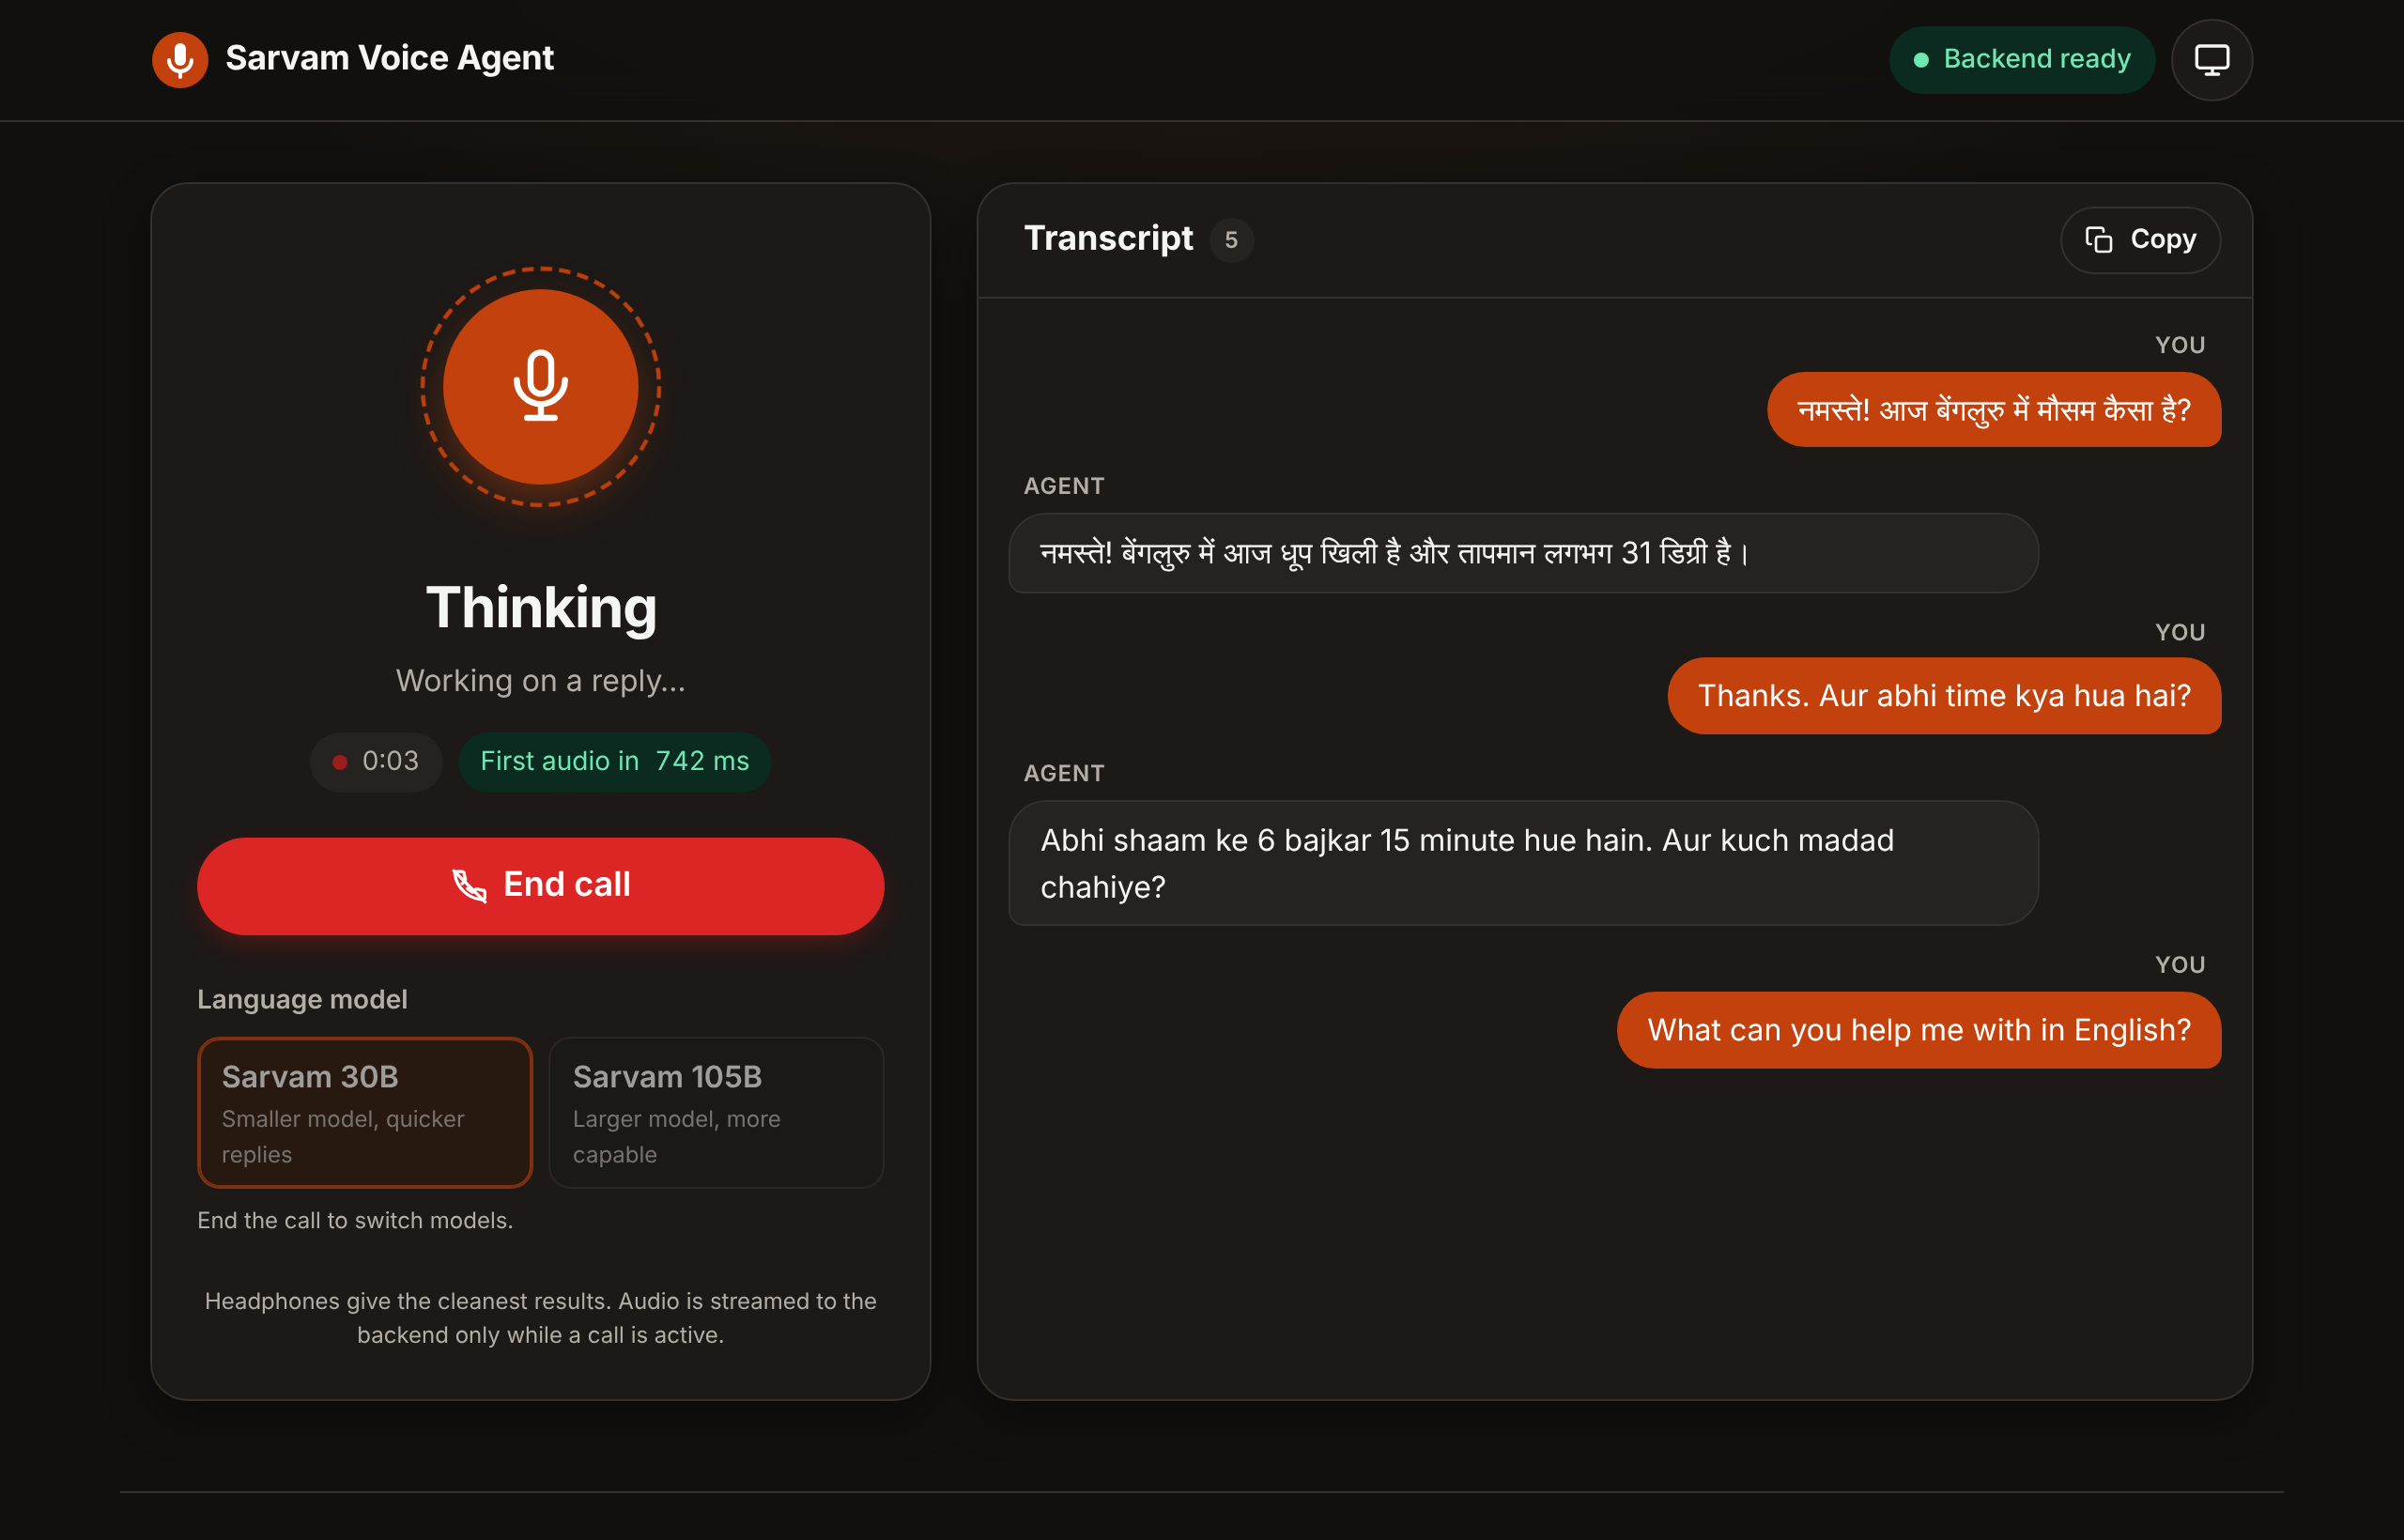 Sarvam Voice Agent
Backend ready
Thinking
Working on a reply...
0:03
First audio in 742 ms
End call
Language model
Sarvam 30B
Smaller model, quicker
replies
Sarvam 105B
Larger model, more
capable
End the call to switch models.
Headphones give the cleanest results. Audio is streamed to the
backend only while a call is active.
Transcript 5
Copy
YOU
नमस्ते! आज बेंगलुरु में मौसम कैसा है?
AGENT
नमस्ते! बेंगलुरु में आज धूप खिली है और तापमान लगभग 31 डिग्री है।
YOU
Thanks. Aur abhi time kya hua hai?
AGENT
Abhi shaam ke 6 bajkar 15 minute hue hain. Aur kuch madad
chahiye?
YOU
What can you help me with in English?